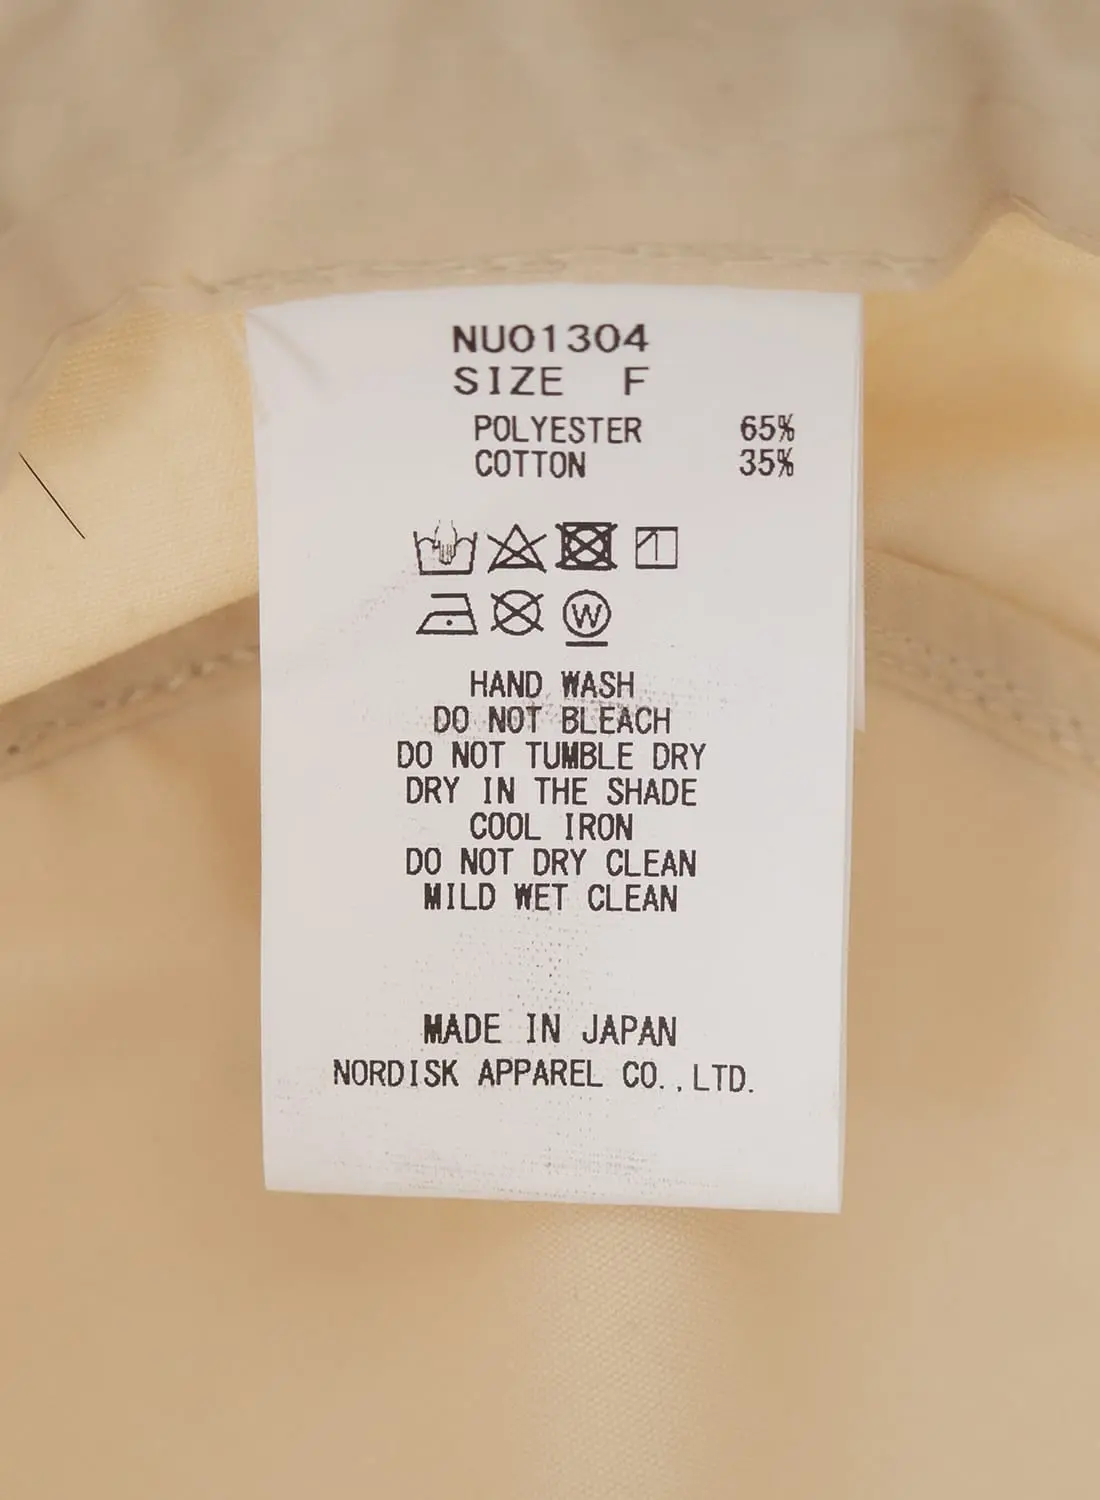 NU01304
SIZE F
POLYESTER 65%
COTTON 35%
W
HAND WASH
DO NOT BLEACH
DO NOT TUMBLE DRY
DRY IN THE SHADE
COOL IRON
DO NOT DRY CLEAN
MILD WET CLEAN
MADE IN JAPAN
NORDISK APPAREL CO.,LTD.